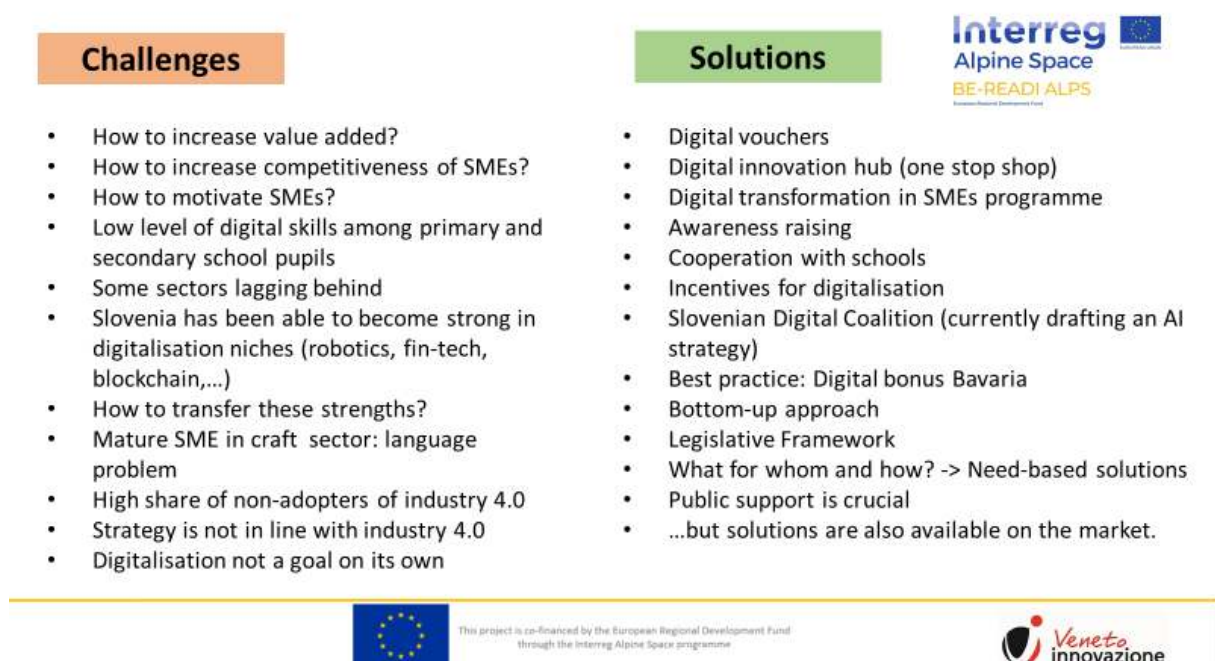 Challenges
• How to increase value added?
• How to increase competitiveness of SMEs?
• How to motivate SMEs?
• Low level of digital skills among primary and
secondary school pupils
• Some sectors lagging behind
• Slovenia has been able to become strong in
digitalisation niches (robotics, fin-tech,
blockchain,...)
• How to transfer these strengths?
• Mature SME in craft sector: language
problem
• High share of non-adopters of industry 4.0
• Strategy is not in line with industry 4.0
• Digitalisation not a goal on its own
Solutions
• Digital vouchers
• Digital innovation hub (one stop shop)
• Digital transformation in SMEs programme
• Awareness raising
• Cooperation with schools
• Incentives for digitalisation
• Slovenian Digital Coalition (currently drafting an AI
strategy)
• Best practice: Digital bonus Bavaria
• Bottom-up approach
• Legislative Framework
• What for whom and how? -> Need-based solutions
• Public support is crucial
• ...but solutions are also available on the market.
Interreg
EUROPEAN UNION
Alpine Space
BE-READI ALPS
European Regional Development Fund
This project is co-financed by the European Regional Development Fund
through the Interreg Alpine Space programme
Veneto
innovazione